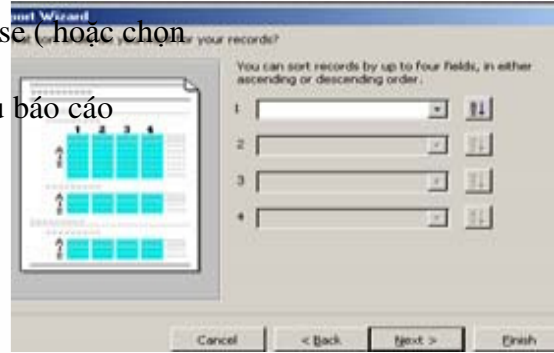 port Wizard
se ( hoặc chọn
for your records?
You can sort records by up to four fields, in either
ascending or descending order.
u báo cáo
1
2
3
4
1 2 3 4
Cancel
< Back
Next >
Finish